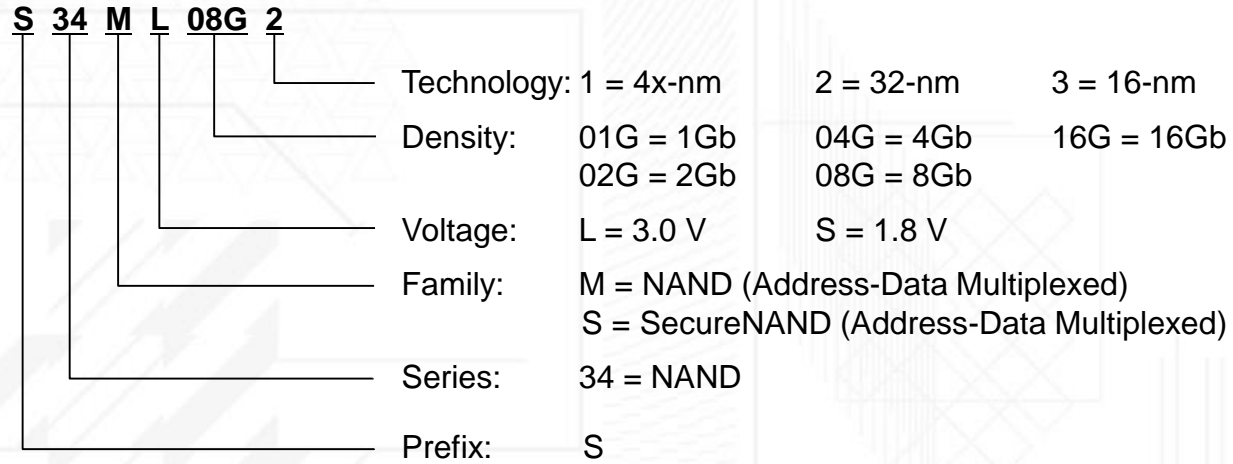 S 34 M L 08G 2
Technology: 1 = 4x-nm 2 = 32-nm 3 = 16-nm
Density: 01G = 1Gb 04G = 4Gb 16G = 16Gb
02G = 2Gb 08G = 8Gb
Voltage: L = 3.0 V S = 1.8 V
Family: M = NAND (Address-Data Multiplexed)
S = SecureNAND (Address-Data Multiplexed)
Series: 34 = NAND
Prefix: S